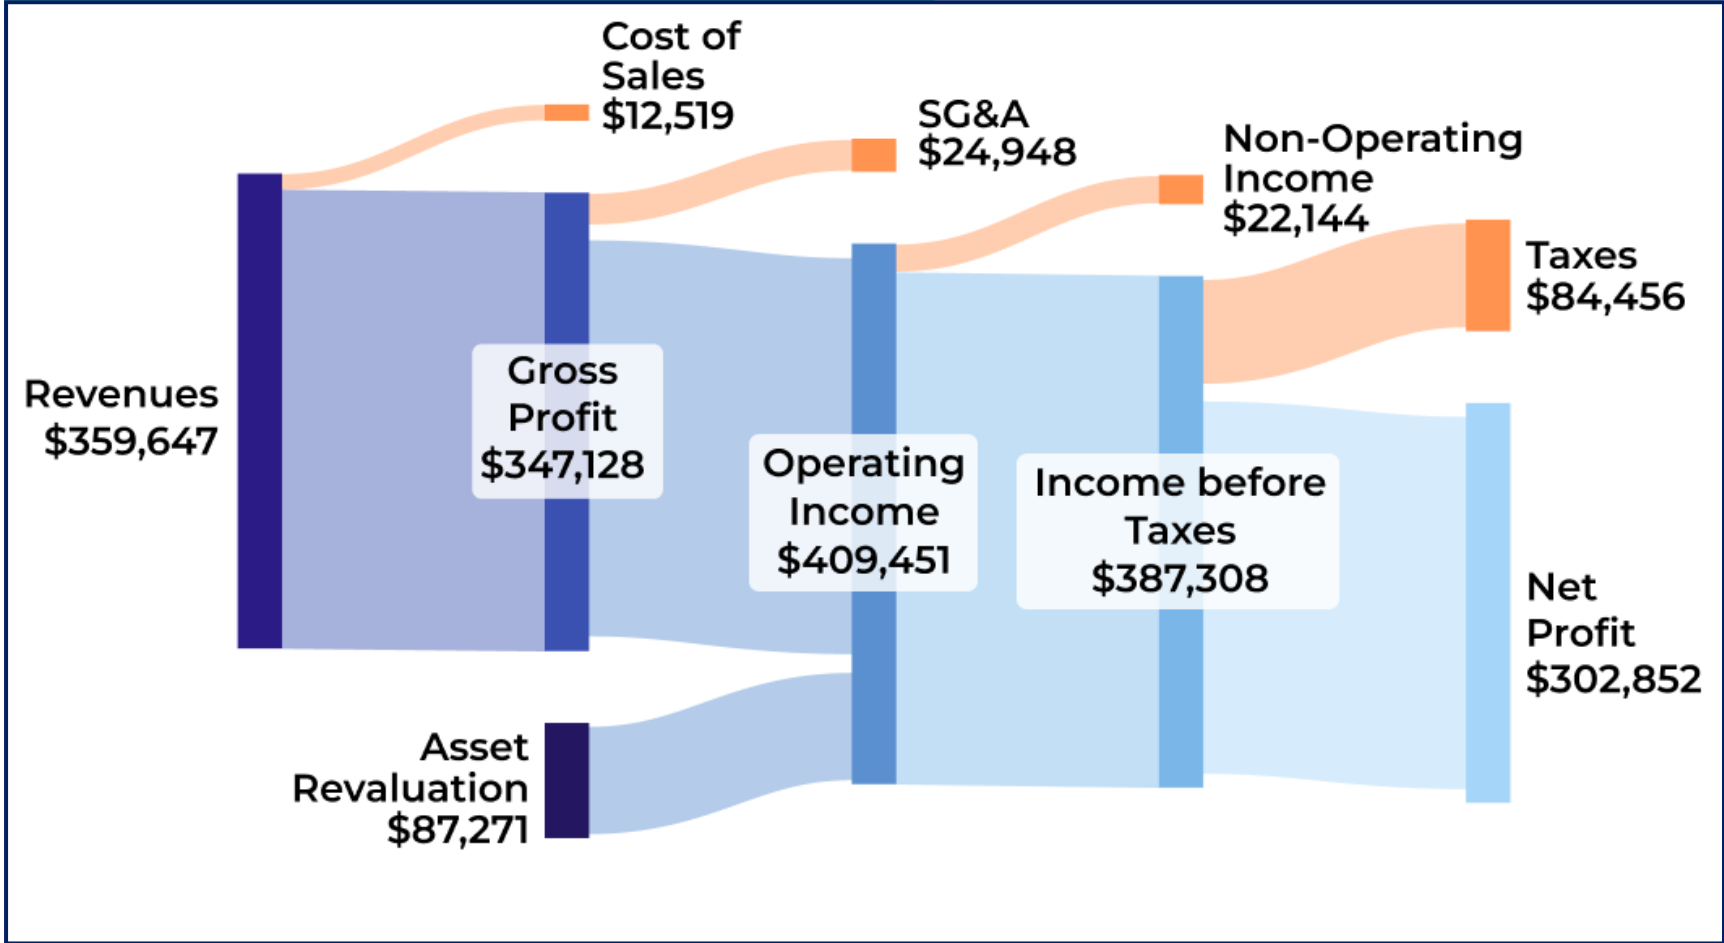 Cost of
Sales
$12,519
SG&A
$24,948
Non-Operating
Income
$22,144
Taxes
$84,456
Revenues
$359,647
Gross
Profit
$347,128
Operating
Income
$409,451
Income before
Taxes
$387,308
Net
Profit
$302,852
Asset
Revaluation
$87,271